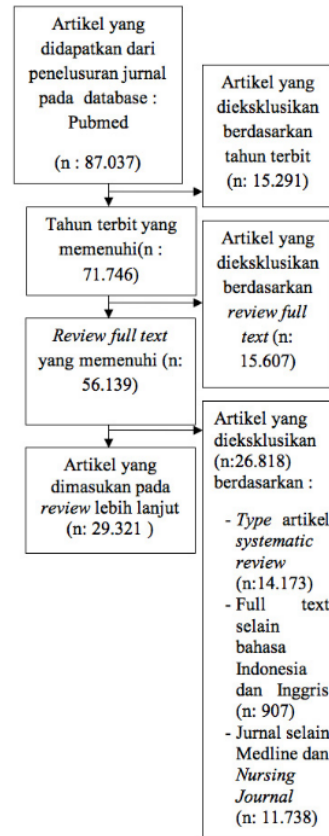 Artikel yang
didapatkan dari
penelusuran jurnal
pada database :
Pubmed
(n : 87.037)
Artikel yang
dieksklusikan
berdasarkan
tahun terbit
(n: 15.291)
Tahun terbit yang
memenuhi(n :
71.746)
Artikel yang
dieksklusikan
berdasarkan
review full
text (n:
15.607)
Review full text
yang memenuhi (n:
56.139)
Artikel yang
dimasukan pada
review lebih lanjut
(n: 29.321 )
Artikel yang
dieksklusikan
(n:26.818)
berdasarkan :
- Type artikel
systematic
review
(n:14.173)
- Full text
selain
bahasa
Indonesia
dan Inggris
(n: 907)
- Jurnal selain
Medline dan
Nursing
Journal
(n: 11.738)